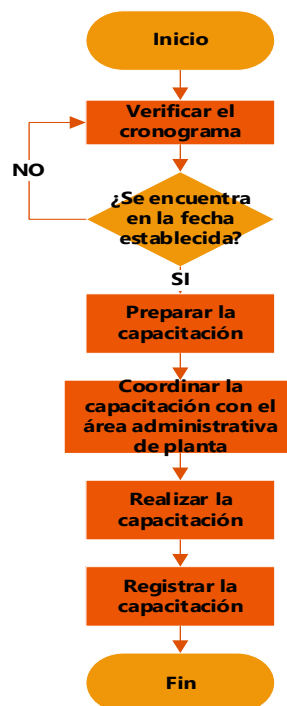 Inicio
Verificar el
cronograma
NO
¿Se encuentra
en la fecha
establecida?
SI
Preparar la
capacitación
Coordinar la
capacitación con el
área administrativa
de planta
Realizar la
capacitación
Registrar la
capacitación
Fin